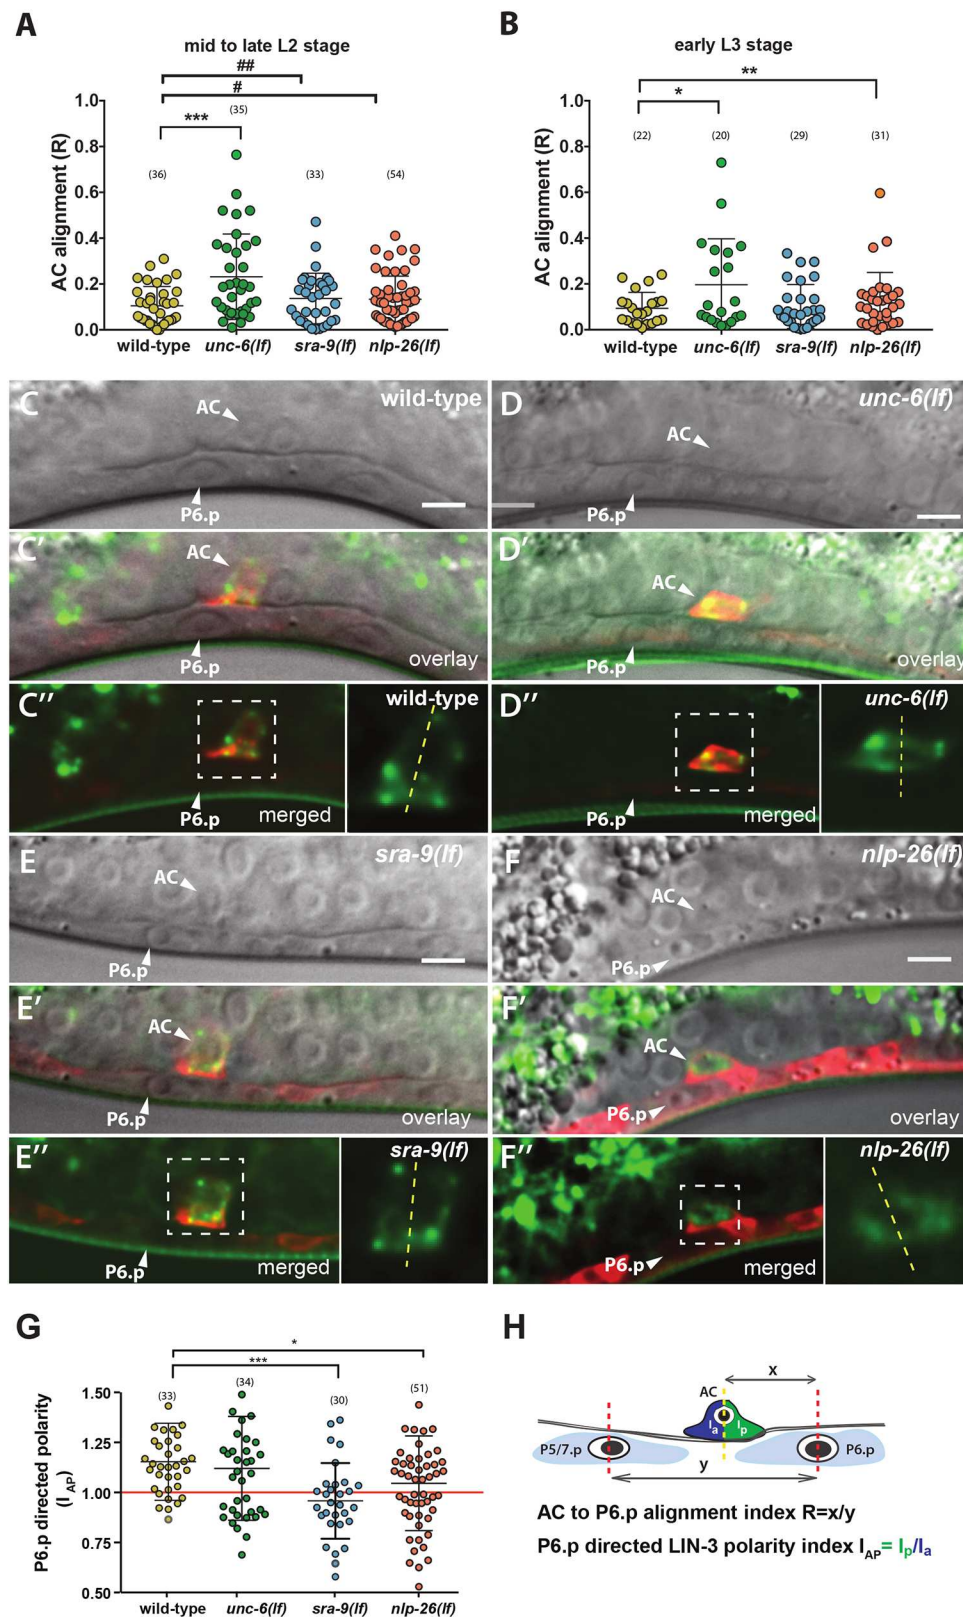 A
mid to late L2 stage
##
#
***
(36)
(35)
(33)
(54)
AC alignment (R)
1.0
0.8
0.6
0.4
0.2
0.0
wild-type unc-6(lf) sra-9(lf) nlp-26(lf)
B
early L3 stage
**
*
(22)
(20)
(29)
(31)
AC alignment (R)
1.0
0.8
0.6
0.4
0.2
0.0
wild-type unc-6(lf) sra-9(lf) nlp-26(lf)
C
wild-type
AC
P6.p
D
unc-6(lf)
AC
P6.p
C'
AC
P6.p
overlay
D'
AC
P6.p
overlay
C''
wild-type
P6.p
merged
D''
unc-6(lf)
P6.p
merged
E
sra-9(lf)
AC
P6.p
F
nlp-26(lf)
AC
P6.p
E'
AC
P6.p
overlay
F'
AC
P6.p
overlay
E''
sra-9(lf)
P6.p
merged
F''
nlp-26(lf)
P6.p
merged
G
*
***
(33)
(34)
(30)
(51)
P6.p directed polarity
(IAP)
1.50
1.25
1.00
0.75
0.50
wild-type unc-6(lf) sra-9(lf) nlp-26(lf)
H
x
AC
Ia Ip
P5/7.p
P6.p
y
AC to P6.p alignment index R=x/y
P6.p directed LIN-3 polarity index IAP= Ip/Ia